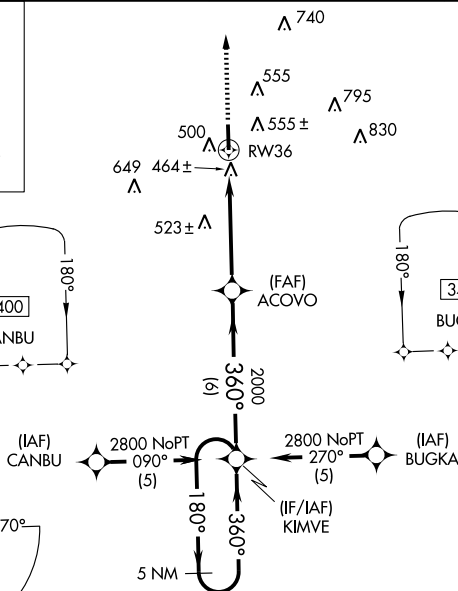 740
555
795
555 ±
830
500
RW36
649
464 ±
523 ±
180°
180°
(FAF)
ACOVO
400
ANBU
3
BUG
2000
360°
(6)
(IAF)
CANBU
2800 NoPT
090°
(5)
2800 NoPT
270°
(5)
(IAF)
BUGKA
(IF/IAF)
KIMVE
180°
360°
70°
5 NM